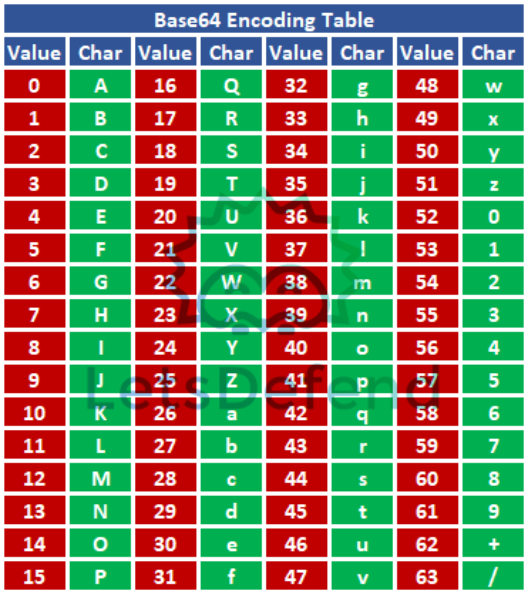 Base64 Encoding Table
Value Char Value Char Value Char Value Char
0 A 16 Q 32 g 48 w
1 B 17 R 33 h 49 x
2 C 18 S 34 i 50 y
3 D 19 T 35 j 51 z
4 E 20 U 36 k 52 0
5 F 21 V 37 l 53 1
6 G 22 W 38 m 54 2
7 H 23 X 39 n 55 3
8 I 24 Y 40 o 56 4
9 J 25 Z 41 p 57 5
LetsDefend
10 K 26 a 42 q 58 6
11 L 27 b 43 r 59 7
12 M 28 c 44 s 60 8
13 N 29 d 45 t 61 9
14 O 30 e 46 u 62 +
15 P 31 f 47 v 63 /